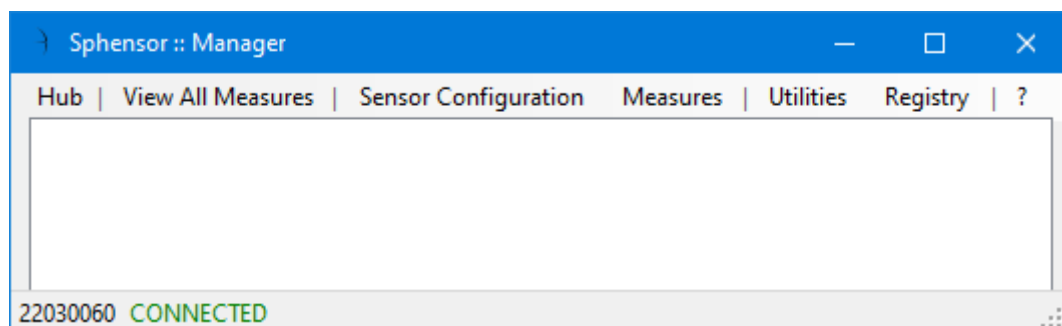 Sphensor :: Manager
Hub | View All Measures | Sensor Configuration Measures | Utilities Registry | ?
22030060 CONNECTED